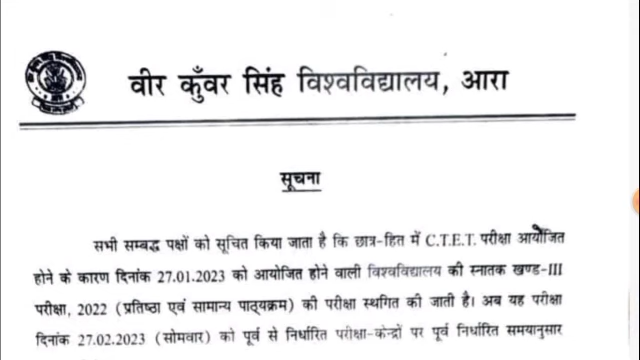 वीर कुँवर सिंह विश्वविद्यालय, आरा
सूचना
सभी सम्बद्ध पक्षों को सूचित किया जाता है कि छात्र-हित में C.T.E.T. परीक्षा आयोजित
होने के कारण दिनांक 27.01.2023 को आयोजित होने वाली विश्वविद्यालय की स्नातक खण्ड-III
परीक्षा, 2022 (प्रतिष्ठा एवं सामान्य पाठ्यक्रम) की परीक्षा स्थगित की जाती है। अब यह परीक्षा
दिनांक 27.02.2023 (सोमवार) को पूर्व से निर्धारित परीक्षा-केन्द्रों पर पूर्व निर्धारित समयानुसार